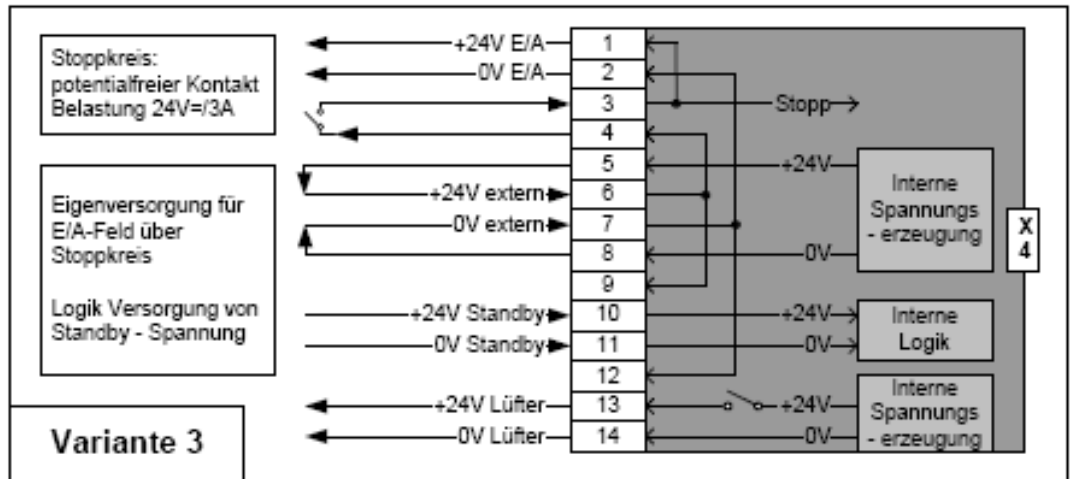 Stoppkreis:
potentialfreier Kontakt
Belastung 24V=/3A
Eigenversorgung für
E/A-Feld über
Stoppkreis
Logik Versorgung von
Standby - Spannung
Variante 3
+24V E/A
0V E/A
+24V extern
0V extern
+24V Standby
0V Standby
+24V Lüfter
0V Lüfter
1
2
3
4
5
6
7
8
9
10
11
12
13
14
Stopp
+24V
0V
+24V
0V
+24V
0V
Interne
Spannungs
- erzeugung
Interne
Logik
Interne
Spannungs
- erzeugung
X
4